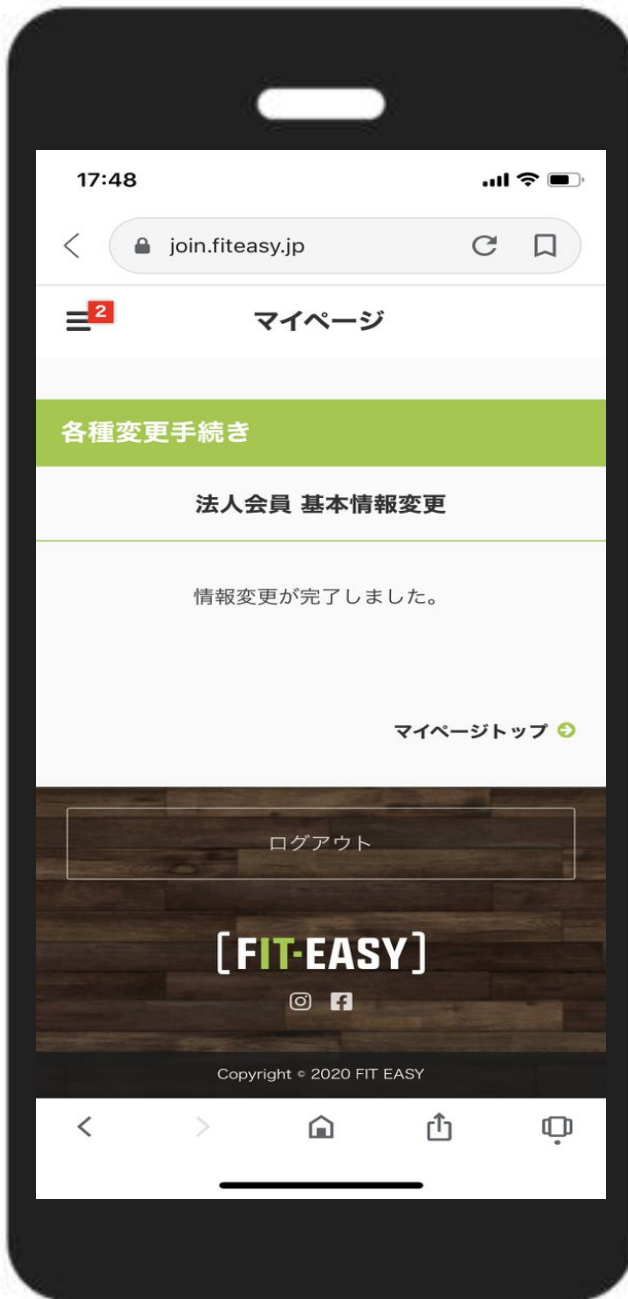 17:48
join.fiteasy.jp
2
マイページ
各種変更手続き
法人会員 基本情報変更
情報変更が完了しました。
マイページトップ
ログアウト
[FIT-EASY]
Copyright © 2020 FIT EASY